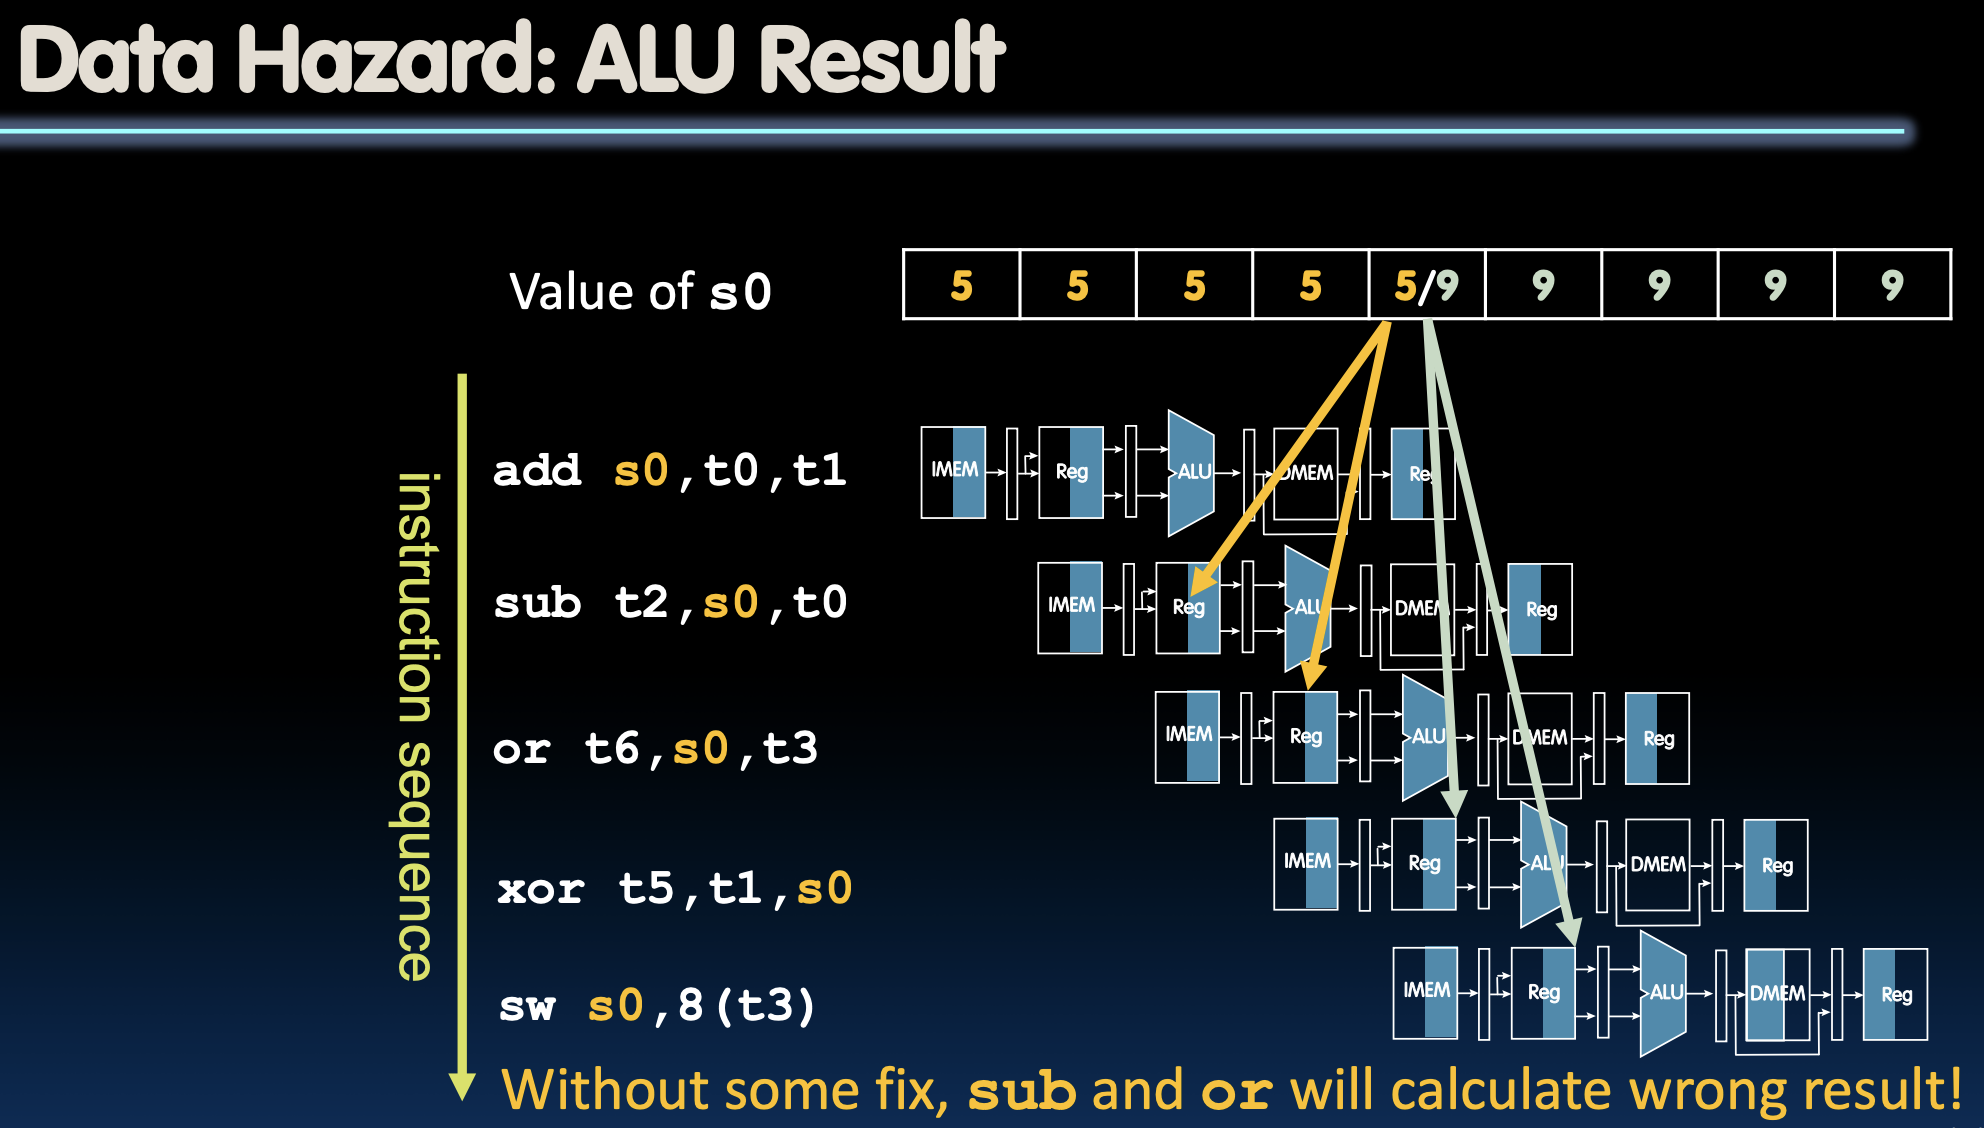 Data Hazard: ALU Result
Value of s0
5 5 5 5 5/9 9 9 9 9
instruction sequence
add s0,t0,t1
IMEM Reg ALU DMEM Reg
sub t2,s0,t0
IMEM Reg ALU DMEM Reg
or t6,s0,t3
IMEM Reg ALU DMEM Reg
xor t5,t1,s0
IMEM Reg ALU DMEM Reg
sw s0,8(t3)
IMEM Reg ALU DMEM Reg
Without some fix, sub and or will calculate wrong result!